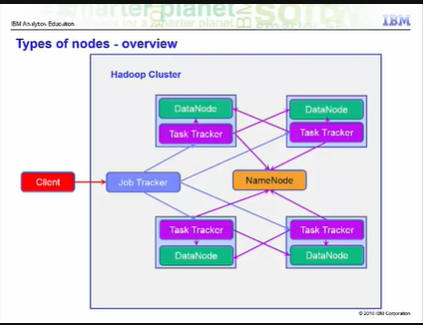 IBM Analytics Education
IBM
Types of nodes - overview
Hadoop Cluster
DataNode
Task Tracker
DataNode
Task Tracker
Client
Job Tracker
NameNode
Task Tracker
DataNode
Task Tracker
DataNode
© 2016 IBM Corporation